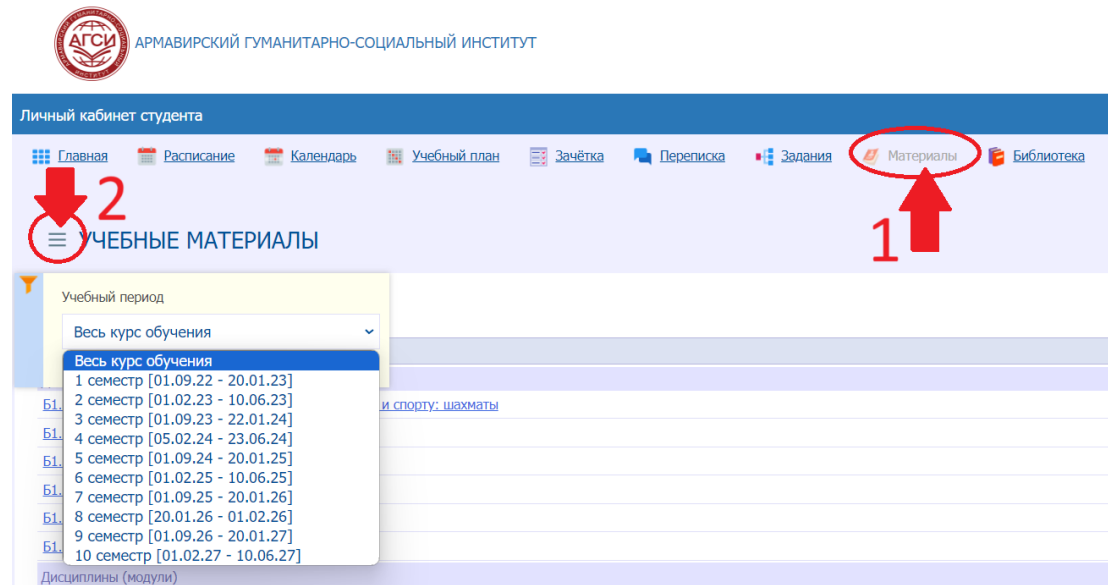 АГСИ
АРМАВИРСКИЙ ГУМАНИТАРНО-СОЦИАЛЬНЫЙ ИНСТИТУТ
Личный кабинет студента
Главная Расписание Календарь Учебный план Зачётка Переписка Задания Материалы Библиотека
2
1
УЧЕБНЫЕ МАТЕРИАЛЫ
Учебный период
Весь курс обучения
Весь курс обучения
1 семестр [01.09.22 - 20.01.23]
2 семестр [01.02.23 - 10.06.23]
Б1. и спорту: шахматы
3 семестр [01.09.23 - 22.01.24]
Б1.
4 семестр [05.02.24 - 23.06.24]
5 семестр [01.09.24 - 20.01.25]
Б1.
6 семестр [01.02.25 - 10.06.25]
Б1.
7 семестр [01.09.25 - 20.01.26]
Б1.
8 семестр [20.01.26 - 01.02.26]
9 семестр [01.09.26 - 20.01.27]
Б1.
10 семестр [01.02.27 - 10.06.27]
Дисциплины (модули)